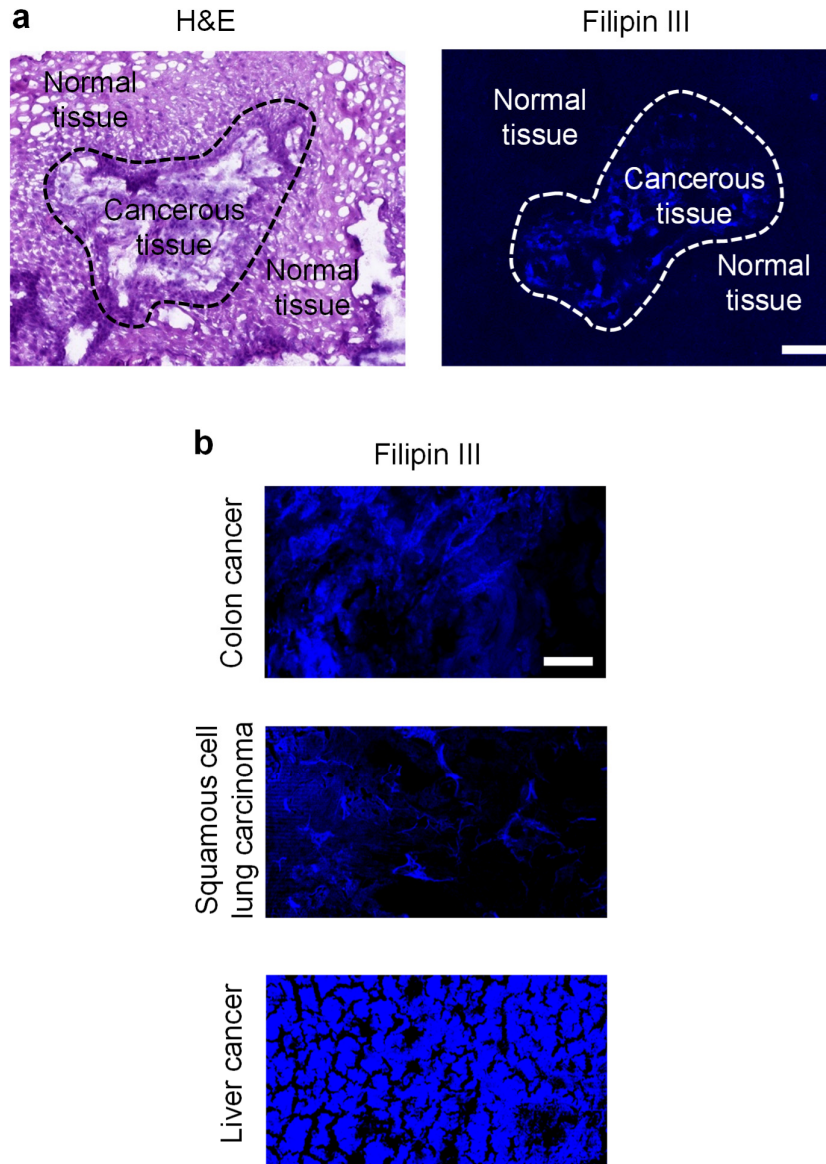 a
H&E
Filipin III
Normal
tissue
Cancerous
tissue
Normal
tissue
Normal
tissue
Cancerous
tissue
Normal
tissue
b
Filipin III
Colon cancer
Squamous cell
lung carcinoma
Liver cancer